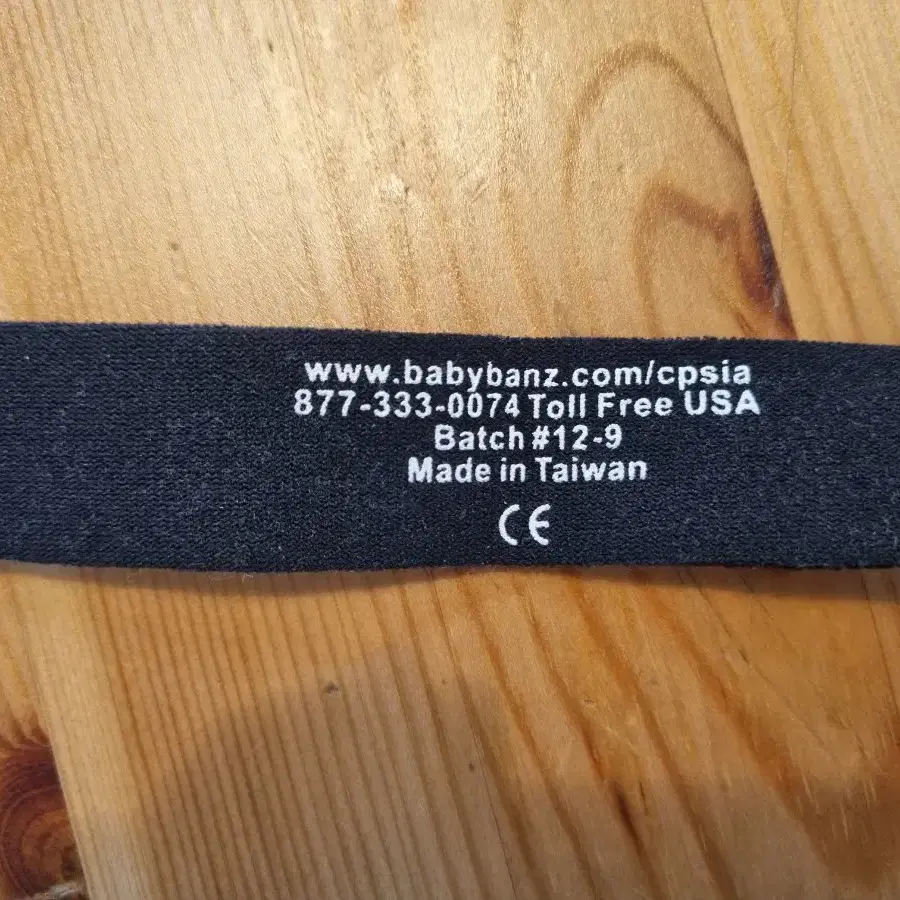 www.babybanz.com/cpsia
877-333-0074 Toll Free USA
Batch #12-9
Made in Taiwan
CE